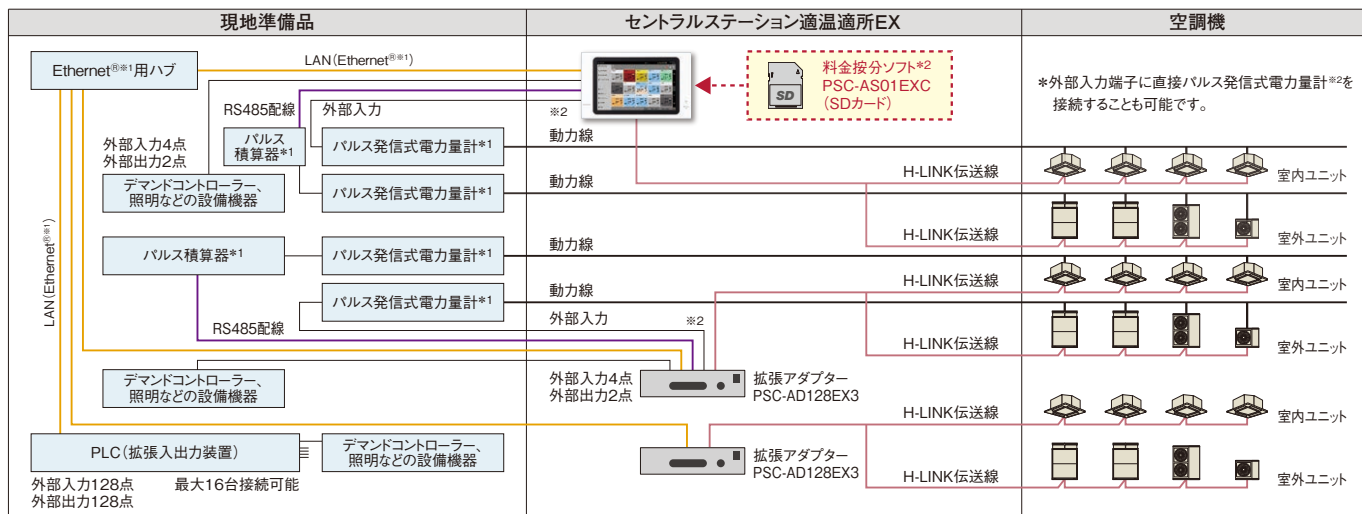 現地準備品
セントラルステーション適温適所EX
空調機
Ethernet®※1用ハブ
LAN(Ethernet®※1)
RS485配線
外部入力
※2
料金按分ソフト*2
PSC-AS01EXC
(SDカード)
SD
*外部入力端子に直接パルス発信式電力量計※2を
接続することも可能です。
外部入力4点
外部出力2点
パルス
積算器*1
パルス発信式電力量計*1
動力線
デマンドコントローラー、
照明などの設備機器
パルス発信式電力量計*1
動力線
H-LINK伝送線
室内ユニット
H-LINK伝送線
室外ユニット
パルス積算器*1
パルス発信式電力量計*1
動力線
LAN(Ethernet®※1)
パルス発信式電力量計*1
動力線
H-LINK伝送線
室内ユニット
RS485配線
外部入力
※2
H-LINK伝送線
室外ユニット
デマンドコントローラー、
照明などの設備機器
外部入力4点
外部出力2点
拡張アダプター
PSC-AD128EX3
H-LINK伝送線
室内ユニット
PLC(拡張入出力装置)
デマンドコントローラー、
照明などの設備機器
拡張アダプター
PSC-AD128EX3
H-LINK伝送線
室外ユニット
外部入力128点
外部出力128点
最大16台接続可能